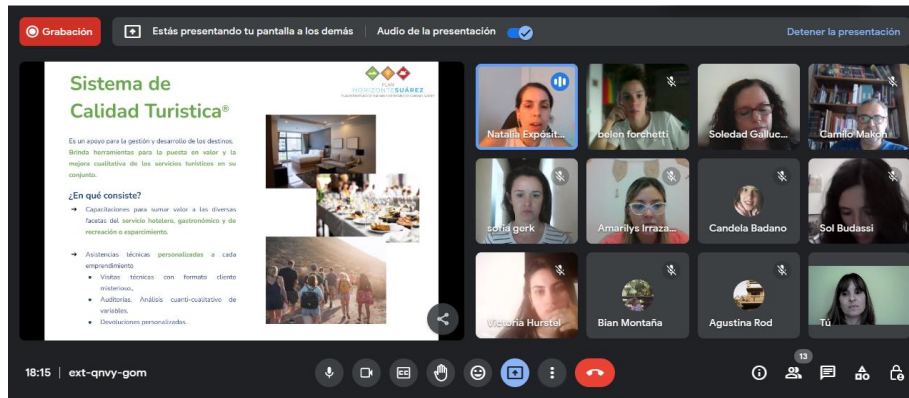 Grabación
Estás presentando tu pantalla a los demás
Audio de la presentación
Detener la presentación
Sistema de
Calidad Turistica®
PLAN
HORIZONTESUÁREZ
Es un apoyo para la gestión y desarrollo de los destinos.
Brinda herramientas para la puesta en valor y la
mejora cualitativa de los servicios turísticos en su
conjunto.
¿En qué consiste?
→ Capacitaciones para sumar valor a las diversas
facetas del servicio hotelero, gastronómico y de
recreación o esparcimiento.
→ Asistencias técnicas personalizadas a cada
emprendimiento
● Visitas técnicas con formato cliente
misterioso.,
● Auditorías. Análisis cuanti-cualitativo de
variables.
● Devoluciones personalizadas.
Natalia Expósit...
belen forchetti
Soledad Galluc...
Camilo Makón
sofia gerk
Amarilys Irraza...
Candela Badano
Sol Budassi
Victoria Hurstel
Bian Montaña
Agustina Rod
Tú
18:15 | ext-qnvy-gom
CC
13